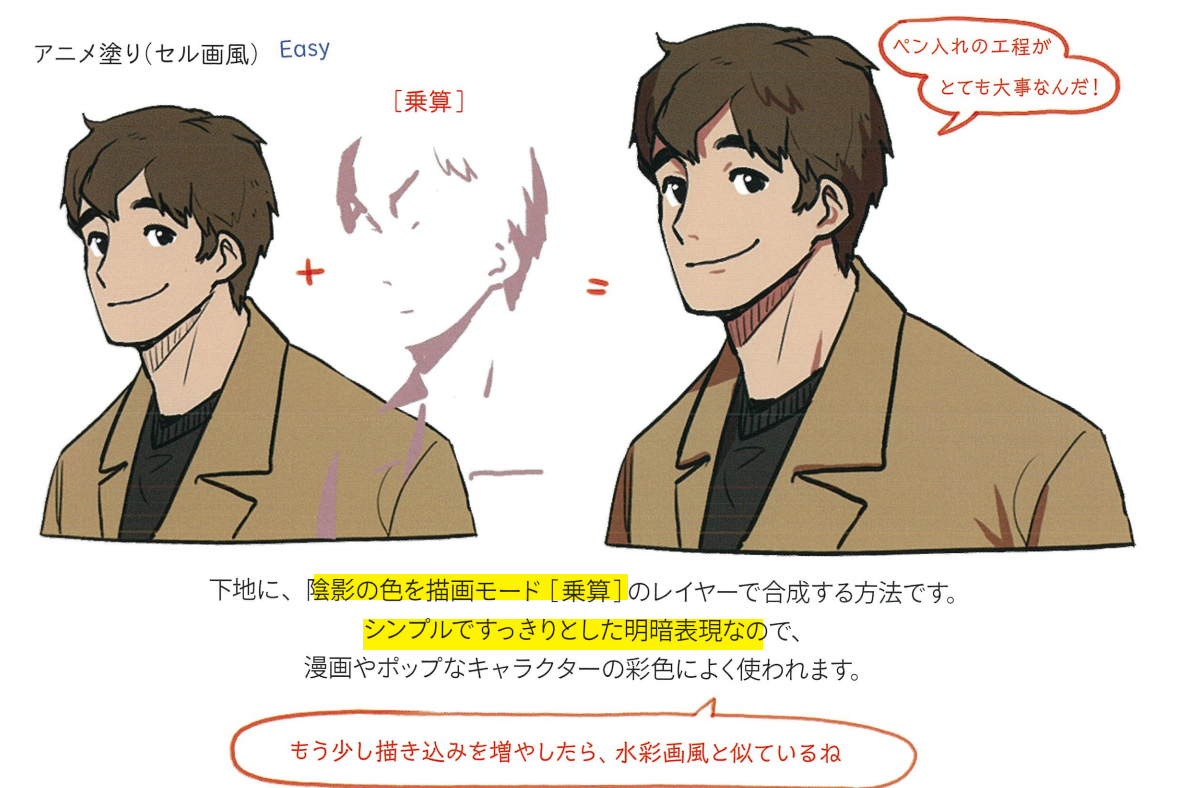 アニメ塗り(セル画風) Easy
[乗算]
ペン入れの工程が
とても大事なんだ!
+
=
下地に、陰影の色を描画モード[乗算]のレイヤーで合成する方法です。
シンプルですっきりとした明暗表現なので、
漫画やポップなキャラクターの彩色によく使われます。
もう少し描き込みを増やしたら、水彩画風と似ているね